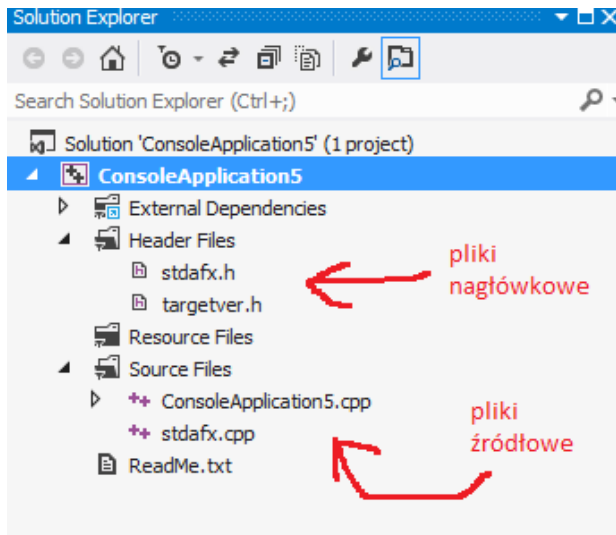 Solution Explorer
Search Solution Explorer (Ctrl+;)
Solution 'ConsoleApplication5' (1 project)
ConsoleApplication5
External Dependencies
Header Files
stdafx.h
targetver.h
pliki
nagłówkowe
Resource Files
Source Files
ConsoleApplication5.cpp
stdafx.cpp
pliki
źródłowe
ReadMe.txt